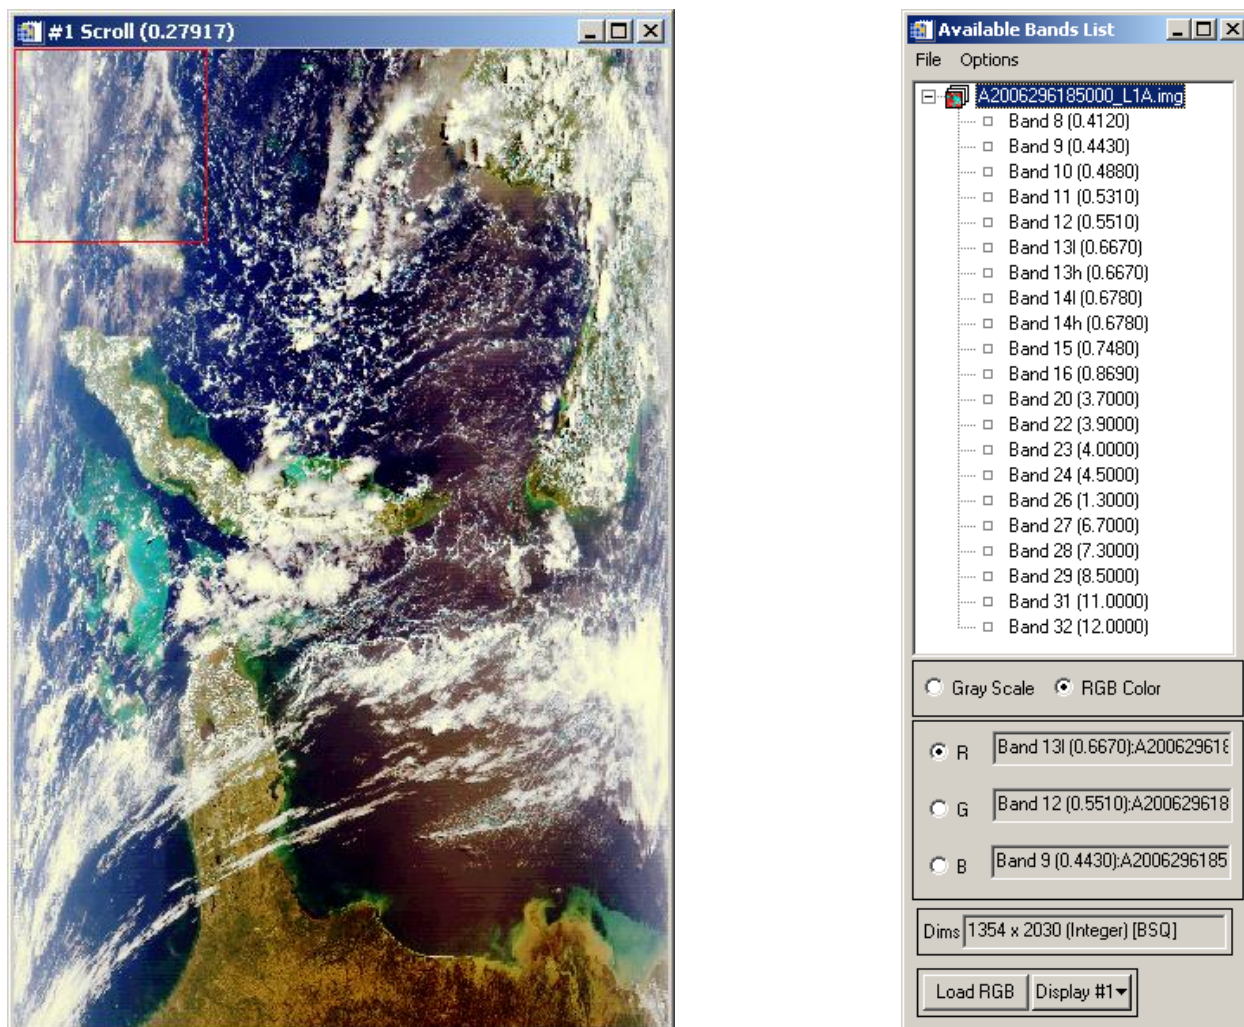 #1 Scroll (0.27917)
Available Bands List
File Options
A2006296185000_L1A.img
Band 8 (0.4120)
Band 9 (0.4430)
Band 10 (0.4880)
Band 11 (0.5310)
Band 12 (0.5510)
Band 13l (0.6670)
Band 13h (0.6670)
Band 14l (0.6780)
Band 14h (0.6780)
Band 15 (0.7480)
Band 16 (0.8690)
Band 20 (3.7000)
Band 22 (3.9000)
Band 23 (4.0000)
Band 24 (4.5000)
Band 26 (1.3000)
Band 27 (6.7000)
Band 28 (7.3000)
Band 29 (8.5000)
Band 31 (11.0000)
Band 32 (12.0000)
Gray Scale RGB Color
R Band 13l (0.6670):A200629618
G Band 12 (0.5510):A200629618
B Band 9 (0.4430):A2006296185
Dims 1354 x 2030 (Integer) [BSQ]
Load RGB Display #1